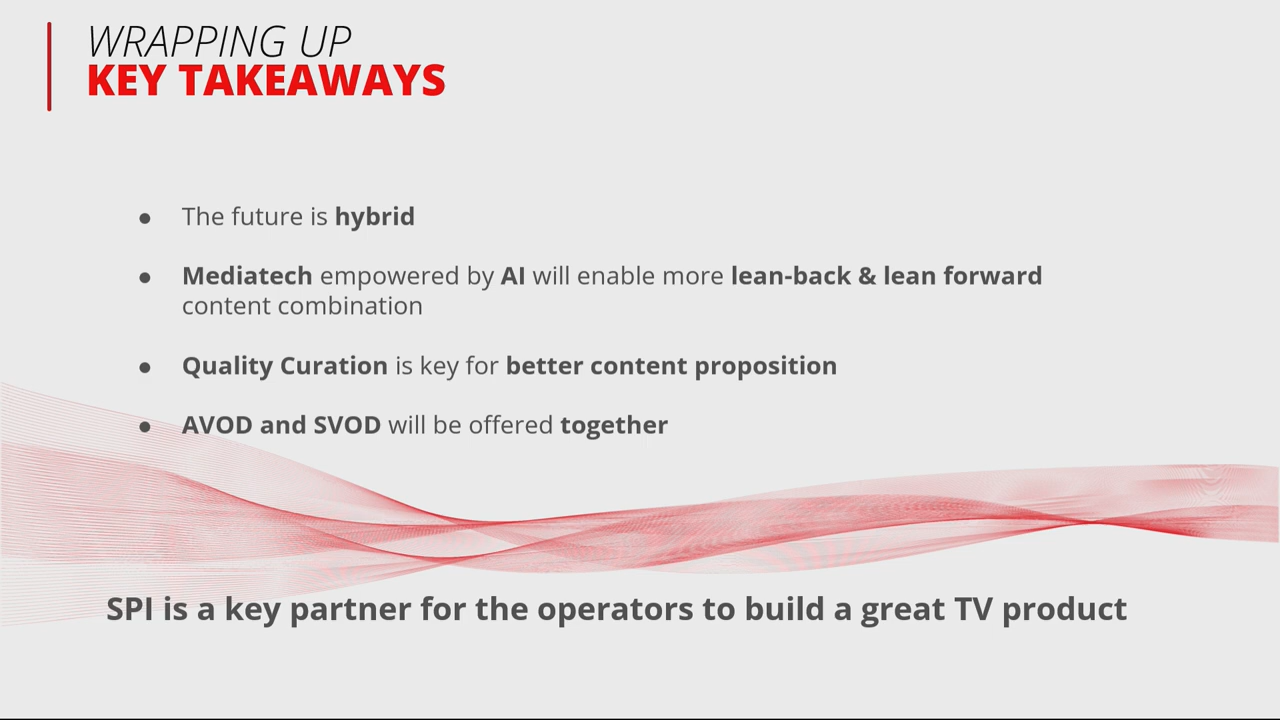 WRAPPING UP
KEY TAKEAWAYS
● The future is hybrid
● Mediatech empowered by AI will enable more lean-back & lean forward
content combination
● Quality Curation is key for better content proposition
● AVOD and SVOD will be offered together
SPI is a key partner for the operators to build a great TV product